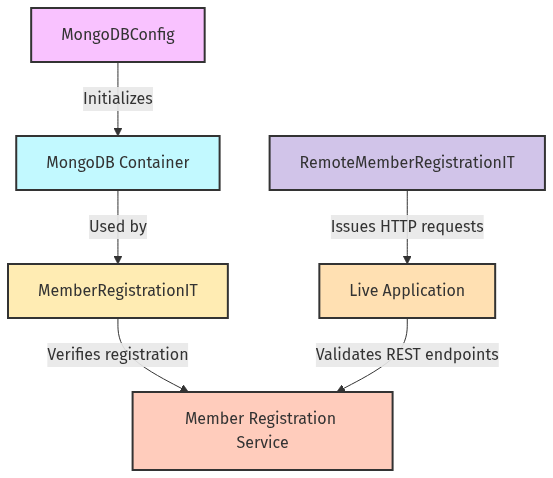 MongoDBConfig
Initializes
MongoDB Container
RemoteMemberRegistrationIT
Used by
Issues HTTP requests
MemberRegistrationIT
Live Application
Verifies registration
Validates REST endpoints
Member Registration
Service